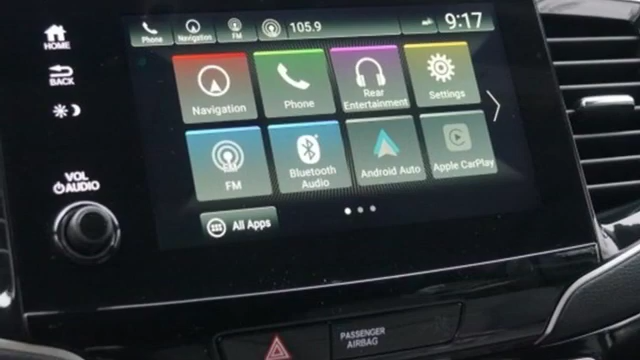 HOME
BACK
VOL
AUDIO
Phone
Navigation
FM
105.9
9:17
Navigation
Phone
Rear
Entertainment
Settings
FM
Bluetooth
Audio
Android Auto
Apple CarPlay
All Apps
PASSENGER
AIRBAG